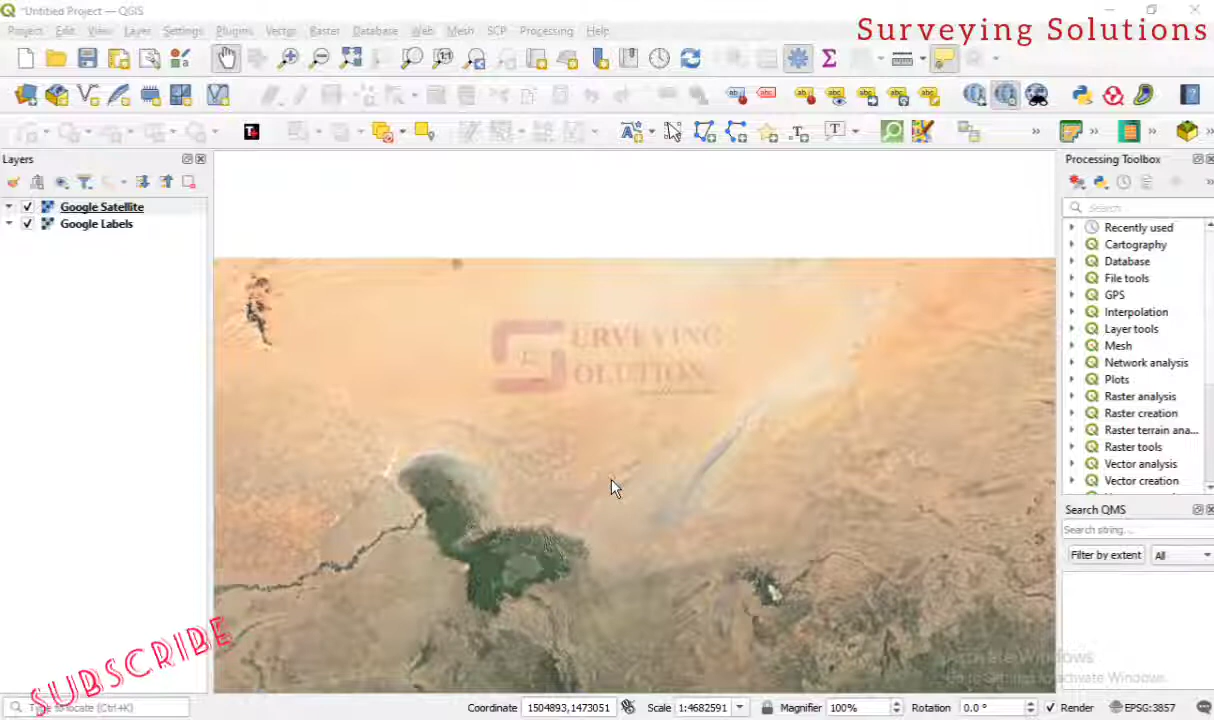 *Untitled Project — QGIS
Surveying Solutions
Project Edit View Layer Settings Plugins Vector Raster Database Web Mesh SCP Processing Help
Layers
Google Satellite
Google Labels
URVEYING
OLUTION
Processing Toolbox
Search
Recently used
Cartography
Database
File tools
GPS
Interpolation
Layer tools
Mesh
Network analysis
Plots
Raster analysis
Raster creation
Raster terrain ana...
Raster tools
Vector analysis
Vector creation
Search QMS
Search string...
Filter by extent All
SUBSCRIBE
Type to locate (Ctrl+K)
Coordinate 1504893,1473051 Scale 1:4682591 Magnifier 100% Rotation 0.0 ° Render EPSG:3857